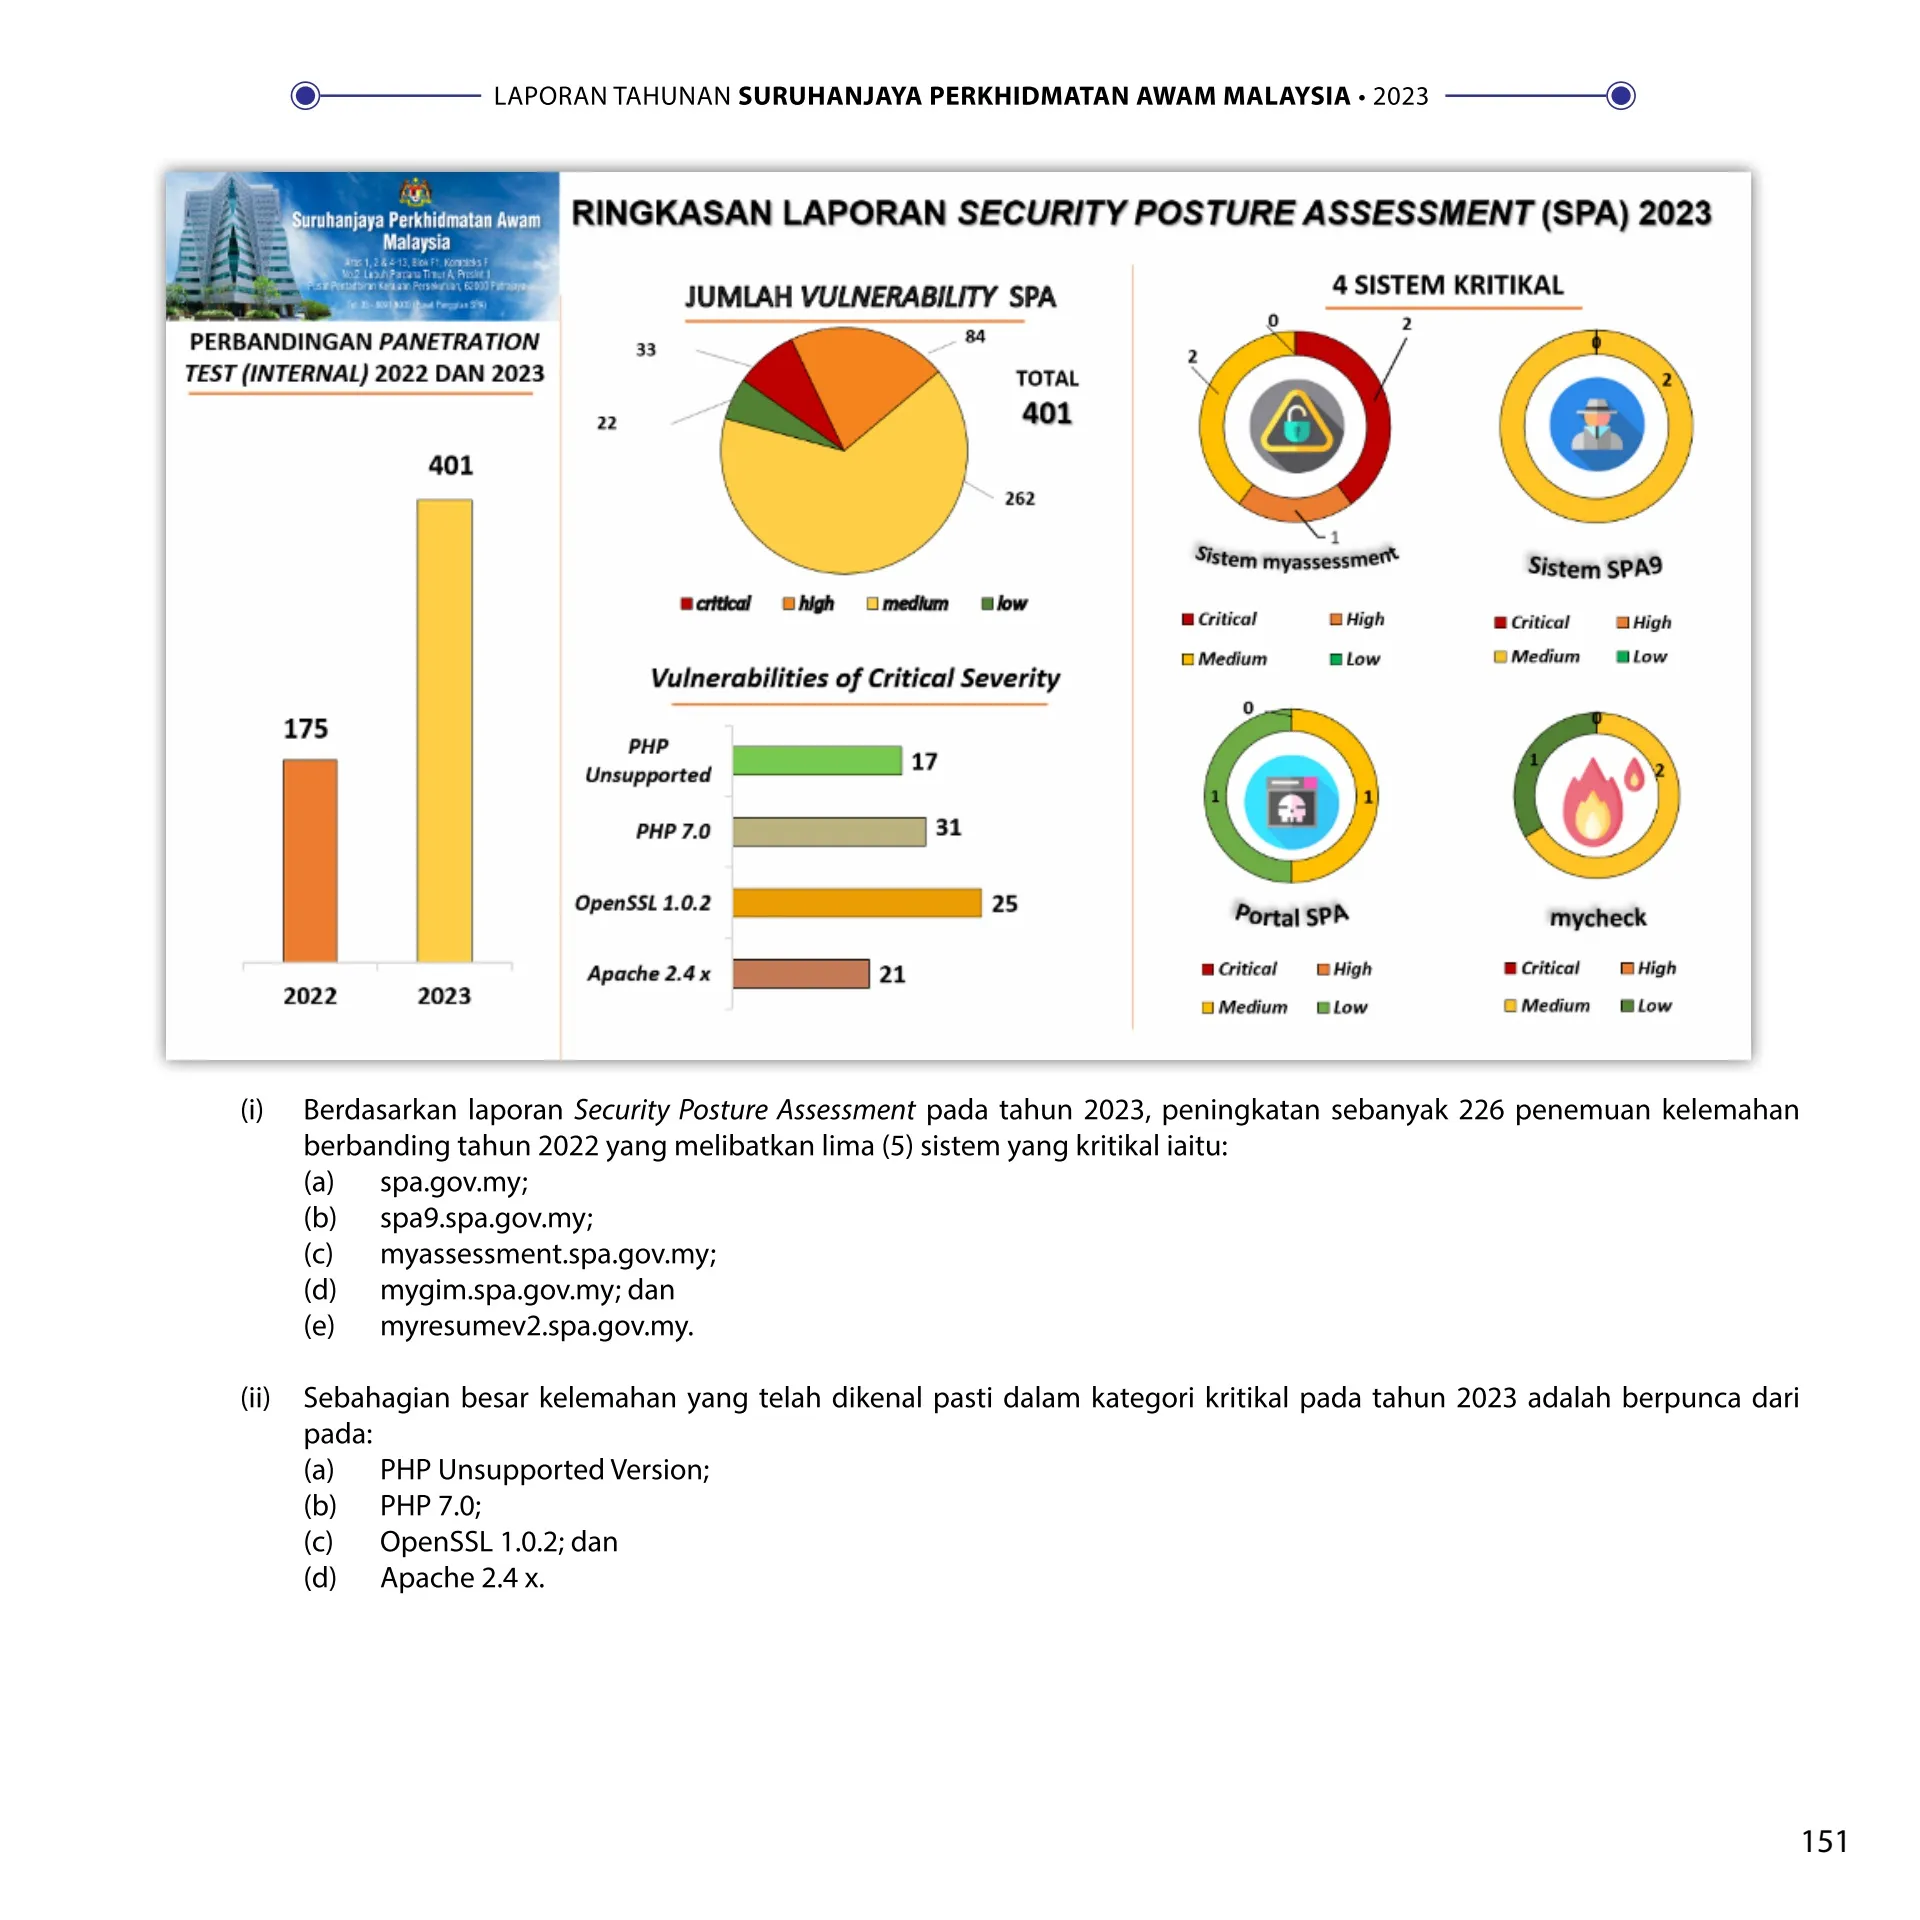 LAPORAN TAHUNAN SURUHANJAYA PERKHIDMATAN AWAM MALAYSIA • 2023
Suruhanjaya Perkhidmatan Awam
Malaysia
RINGKASAN LAPORAN SECURITY POSTURE ASSESSMENT (SPA) 2023
PERBANDINGAN PANETRATION
TEST (INTERNAL) 2022 DAN 2023
401
175
2022
2023
JUMLAH VULNERABILITY SPA
33
84
22
262
TOTAL
401
critical
high
medium
low
Vulnerabilities of Critical Severity
PHP
Unsupported
17
PHP 7.0
31
OpenSSL 1.0.2
25
Apache 2.4 x
21
4 SISTEM KRITIKAL
0
2
2
1
Sistem myassessment
Critical
High
Medium
Low
0
2
Sistem SPA9
Critical
High
Medium
Low
0
1
1
Portal SPA
Critical
High
Medium
Low
0
1
2
mycheck
Critical
High
Medium
Low
(i) Berdasarkan laporan Security Posture Assessment pada tahun 2023, peningkatan sebanyak 226 penemuan kelemahan
berbanding tahun 2022 yang melibatkan lima (5) sistem yang kritikal iaitu:
(a) spa.gov.my;
(b) spa9.spa.gov.my;
(c) myassessment.spa.gov.my;
(d) mygim.spa.gov.my; dan
(e) myresumev2.spa.gov.my.
(ii) Sebahagian besar kelemahan yang telah dikenal pasti dalam kategori kritikal pada tahun 2023 adalah berpunca dari
pada:
(a) PHP Unsupported Version;
(b) PHP 7.0;
(c) OpenSSL 1.0.2; dan
(d) Apache 2.4 x.
151